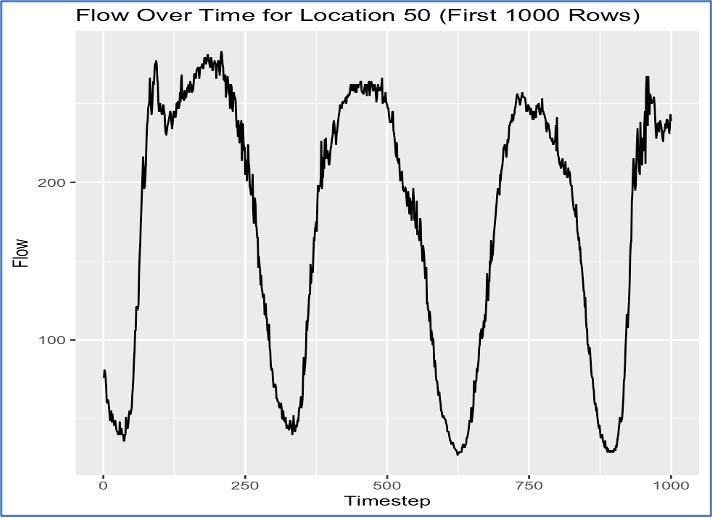 Flow Over Time for Location 50 (First 1000 Rows)
Flow
200
100
0 250 500 750 1000
Timestep